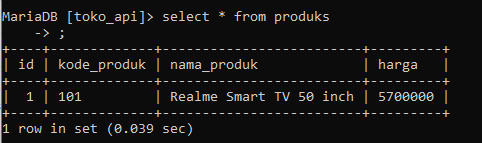 MariaDB [toko_api]> select * from produks
    -> ;
+----+-------------+-------------------------+---------+
| id | kode_produk | nama_produk             | harga   |
+----+-------------+-------------------------+---------+
|  1 | 101         | Realme Smart TV 50 inch | 5700000 |
+----+-------------+-------------------------+---------+
1 row in set (0.039 sec)